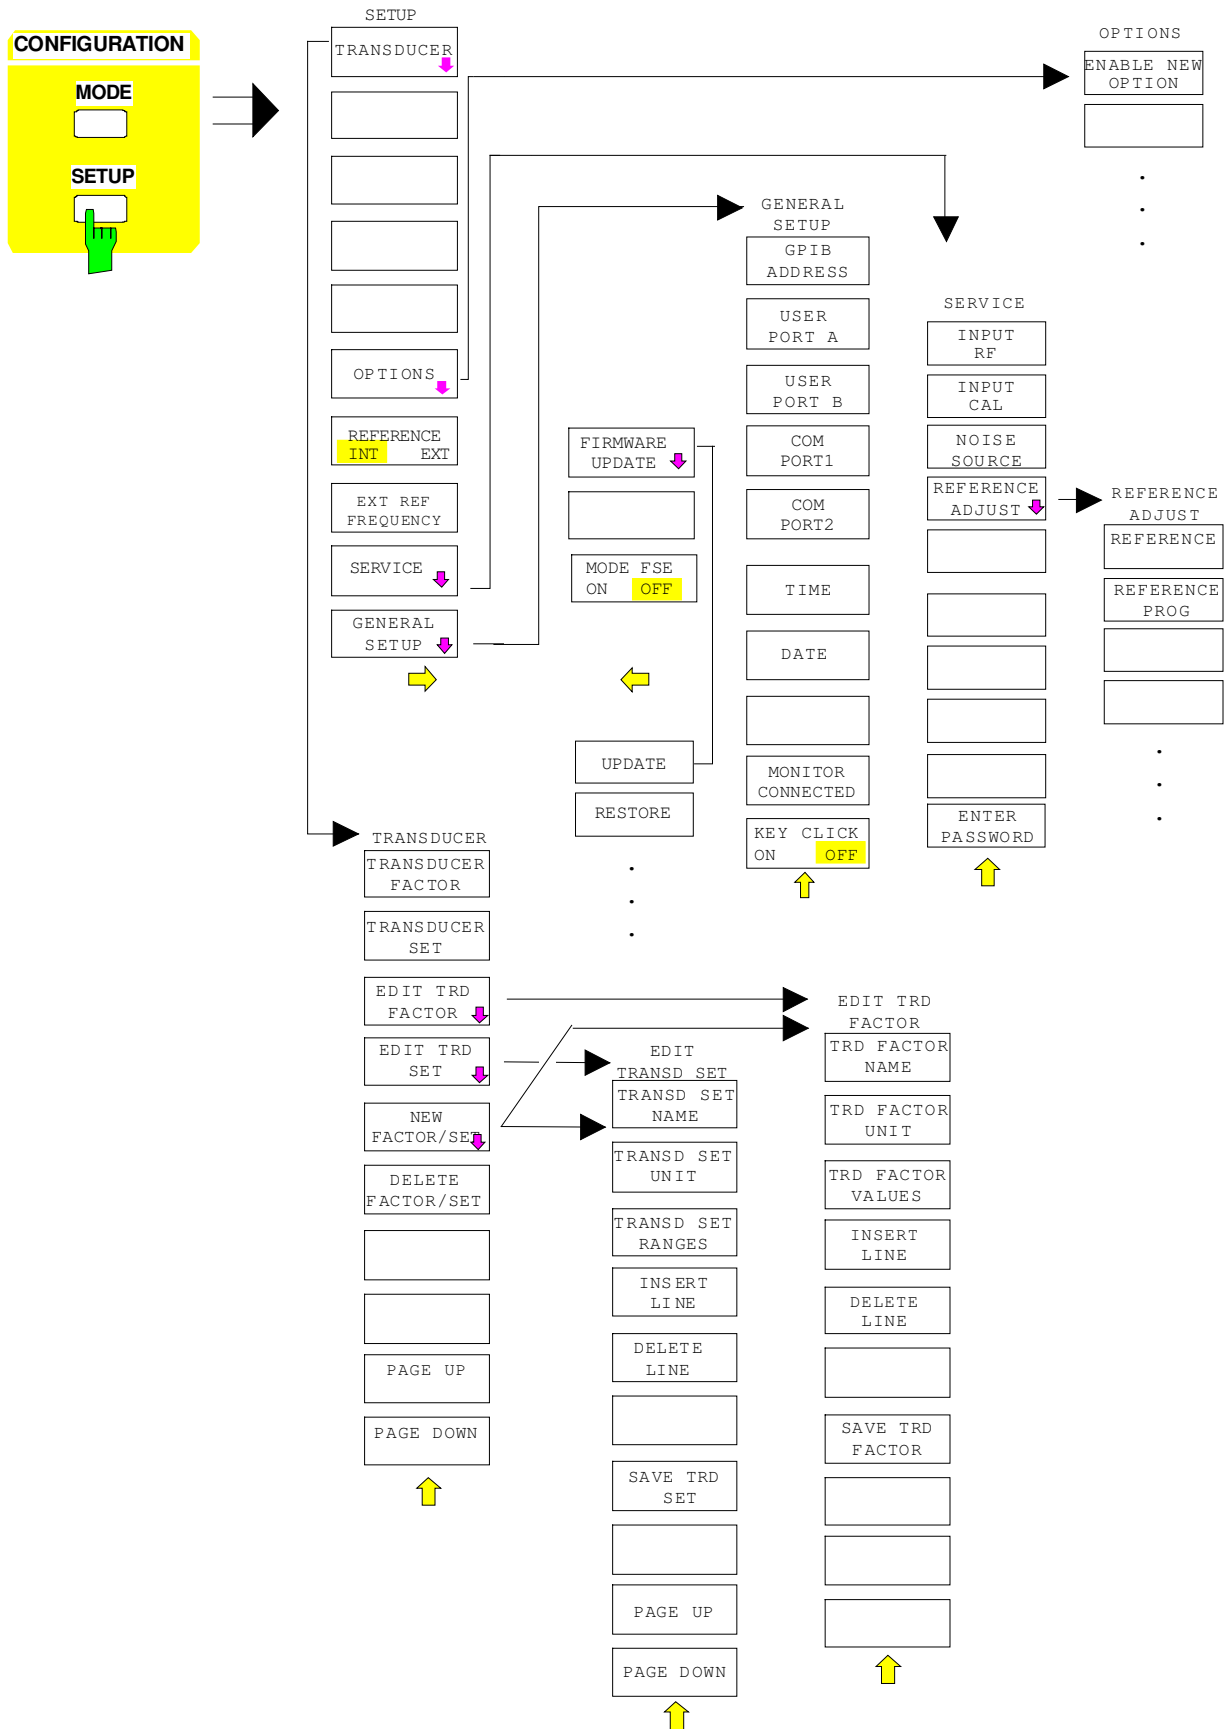 CONFIGURATION
MODE
SETUP
SETUP
TRANSDUCER
OPTIONS
REFERENCE
INT EXT
EXT REF
FREQUENCY
SERVICE
GENERAL
SETUP
FIRMWARE
UPDATE
MODE FSE
ON OFF
UPDATE
RESTORE
.
.
.
GENERAL
SETUP
GPIB
ADDRESS
USER
PORT A
USER
PORT B
COM
PORT1
COM
PORT2
TIME
DATE
MONITOR
CONNECTED
KEY CLICK
ON OFF
SERVICE
INPUT
RF
INPUT
CAL
NOISE
SOURCE
REFERENCE
ADJUST
ENTER
PASSWORD
OPTIONS
ENABLE NEW
OPTION
.
.
.
REFERENCE
ADJUST
REFERENCE
REFERENCE
PROG
.
.
.
TRANSDUCER
TRANSDUCER
FACTOR
TRANSDUCER
SET
EDIT TRD
FACTOR
EDIT TRD
SET
NEW
FACTOR/SET
DELETE
FACTOR/SET
PAGE UP
PAGE DOWN
EDIT
TRANSD SET
TRANSD SET
NAME
TRANSD SET
UNIT
TRANSD SET
RANGES
INSERT
LINE
DELETE
LINE
SAVE TRD
SET
PAGE UP
PAGE DOWN
EDIT TRD
FACTOR
TRD FACTOR
NAME
TRD FACTOR
UNIT
TRD FACTOR
VALUES
INSERT
LINE
DELETE
LINE
SAVE TRD
FACTOR